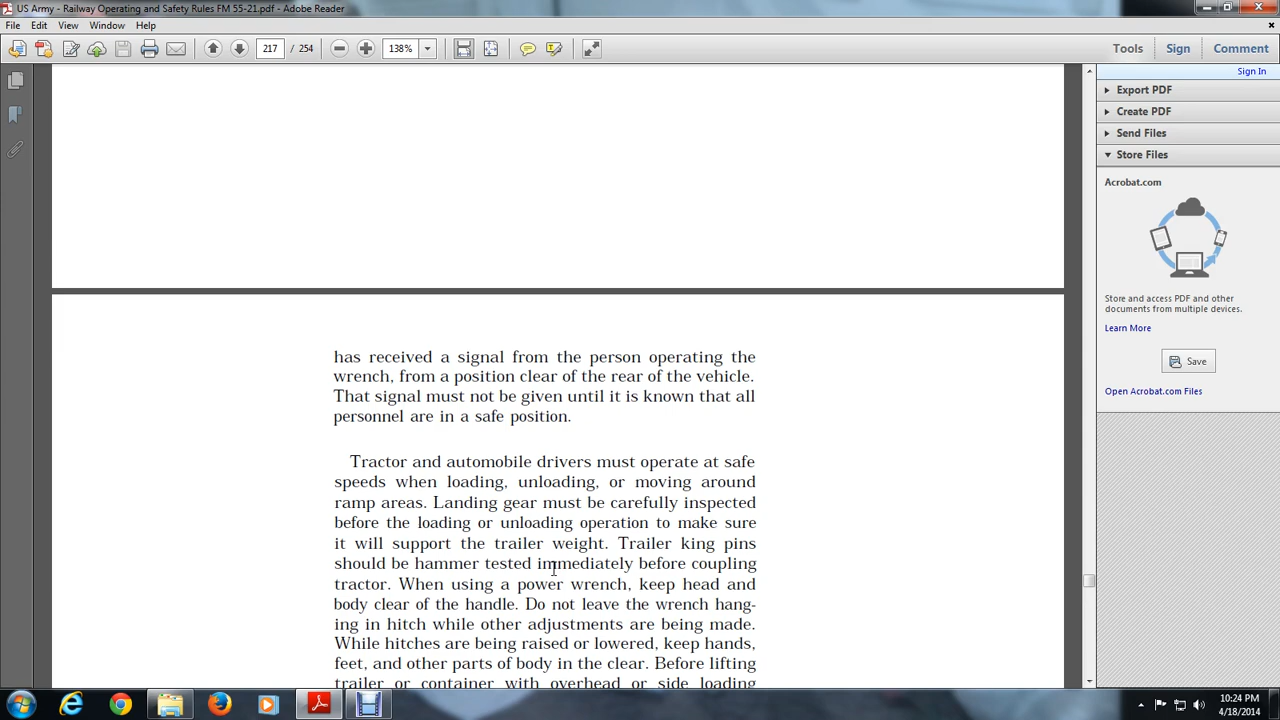 US Army - Railway Operating and Safety Rules FM 55-21.pdf - Adobe Reader
File Edit View Window Help
217 / 254 138% Tools Sign Comment
Sign In
Export PDF
Create PDF
Send Files
Store Files
Acrobat.com
Store and access PDF and other
documents from multiple devices.
Learn More
Save
Open Acrobat.com Files
has received a signal from the person operating the
wrench, from a position clear of the rear of the vehicle.
That signal must not be given until it is known that all
personnel are in a safe position.
Tractor and automobile drivers must operate at safe
speeds when loading, unloading, or moving around
ramp areas. Landing gear must be carefully inspected
before the loading or unloading operation to make sure
it will support the trailer weight. Trailer king pins
should be hammer tested immediately before coupling
tractor. When using a power wrench, keep head and
body clear of the handle. Do not leave the wrench hang-
ing in hitch while other adjustments are being made.
While hitches are being raised or lowered, keep hands,
feet, and other parts of body in the clear. Before lifting
trailer or container with overhead or side loading
10:24 PM
4/18/2014